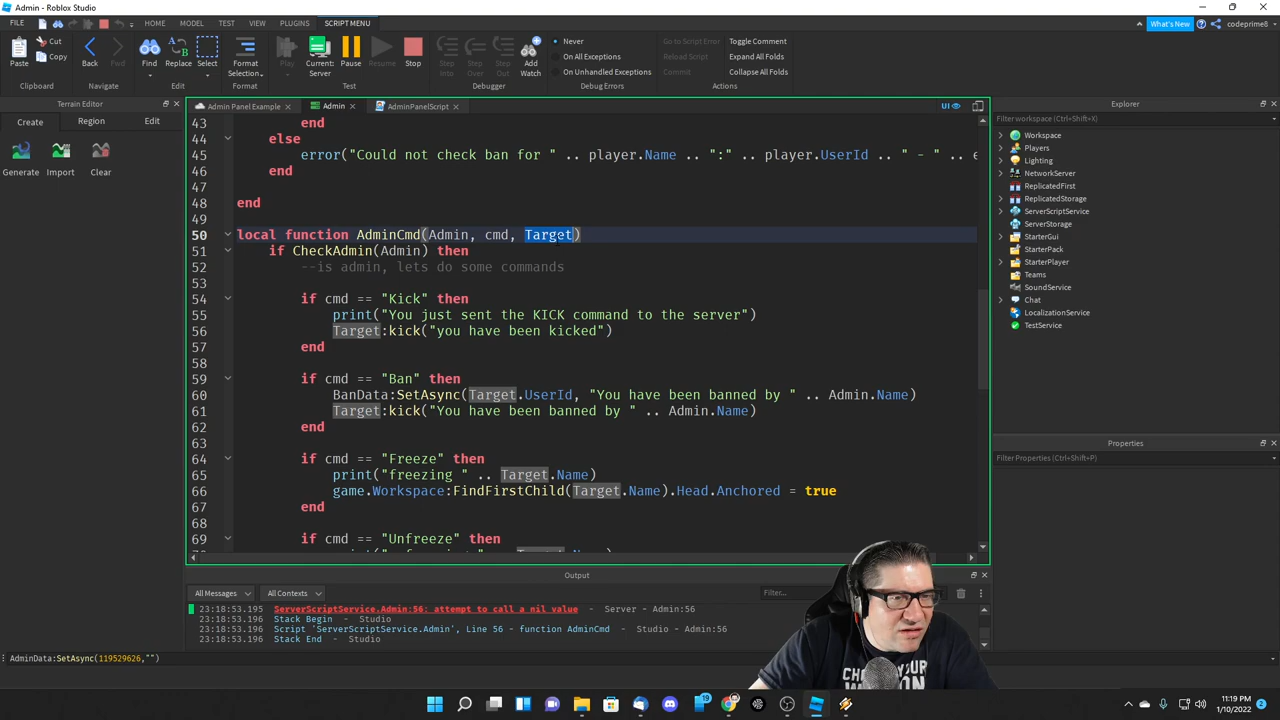 Admin - Roblox Studio
FILE HOME MODEL TEST VIEW PLUGINS SCRIPT MENU What's New codeprime8
Paste Cut Copy Back Fwd Find Replace Select Format Selection Play Current: Server Pause Resume Stop Step Into Step Over Step Out Add Watch
Never On All Exceptions On Unhandled Exceptions
Go to Script Error Reload Script Commit
Toggle Comment Expand All Folds Collapse All Folds
Clipboard Navigate Edit Format Test Debugger Debug Errors Actions
Terrain Editor
Create Region Edit
Generate Import Clear
Admin Panel Example Admin AdminPanelScript UI
43 end
44 else
45 error("Could not check ban for " .. player.Name .. ":" .. player.UserId .. " - " .. e
46 end
47
48 end
49
50 local function AdminCmd(Admin, cmd, Target)
51 if CheckAdmin(Admin) then
52 --is admin, lets do some commands
53
54 if cmd == "Kick" then
55 print("You just sent the KICK command to the server")
56 Target:kick("you have been kicked")
57 end
58
59 if cmd == "Ban" then
60 BanData:SetAsync(Target.UserId, "You have been banned by " .. Admin.Name)
61 Target:kick("You have been banned by " .. Admin.Name)
62 end
63
64 if cmd == "Freeze" then
65 print("freezing " .. Target.Name)
66 game.Workspace:FindFirstChild(Target.Name).Head.Anchored = true
67 end
68
69 if cmd == "Unfreeze" then
Explorer
Filter workspace (Ctrl+Shift+X)
Workspace
Players
Lighting
NetworkServer
ReplicatedFirst
ReplicatedStorage
ServerScriptService
ServerStorage
StarterGui
StarterPack
StarterPlayer
Teams
SoundService
Chat
LocalizationService
TestService
Properties
Filter Properties (Ctrl+Shift+P)
Output
All Messages All Contexts Filter...
23:18:53.195 ServerScriptService.Admin:56: attempt to call a nil value - Server - Admin:56
23:18:53.196 Stack Begin - Studio
23:18:53.196 Script 'ServerScriptService.Admin', Line 56 - function AdminCmd - Studio - Admin:56
23:18:53.196 Stack End - Studio
AdminData:SetAsync(119529626,"")
19
11:19 PM
1/10/2022